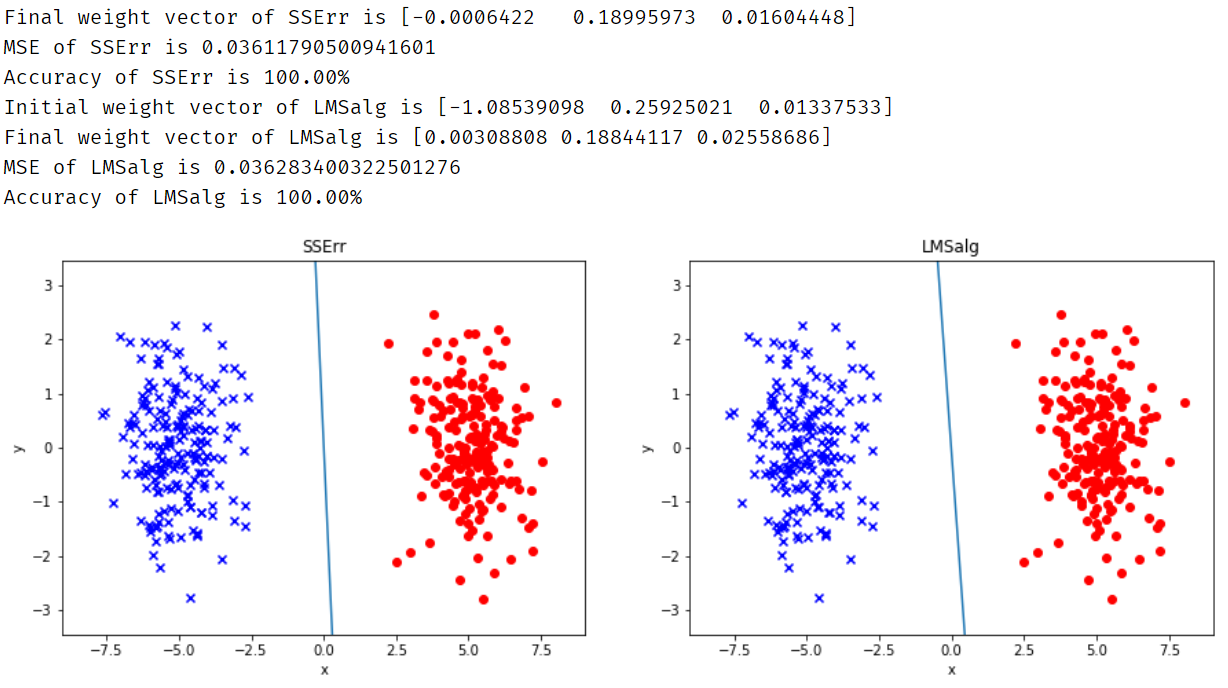 Final weight vector of SSErr is [-0.0006422   0.18995973  0.01604448]
MSE of SSErr is 0.03611790500941601
Accuracy of SSErr is 100.00%
Initial weight vector of LMSalg is [-1.08539098  0.25925021  0.01337533]
Final weight vector of LMSalg is [0.00308808 0.18844117 0.02558686]
MSE of LMSalg is 0.036283400322501276
Accuracy of LMSalg is 100.00%
SSErr
3
2
1
0
−1
−2
−3
y
−7.5 −5.0 −2.5 0.0 2.5 5.0 7.5
x
LMSalg
3
2
1
0
−1
−2
−3
y
−7.5 −5.0 −2.5 0.0 2.5 5.0 7.5
x